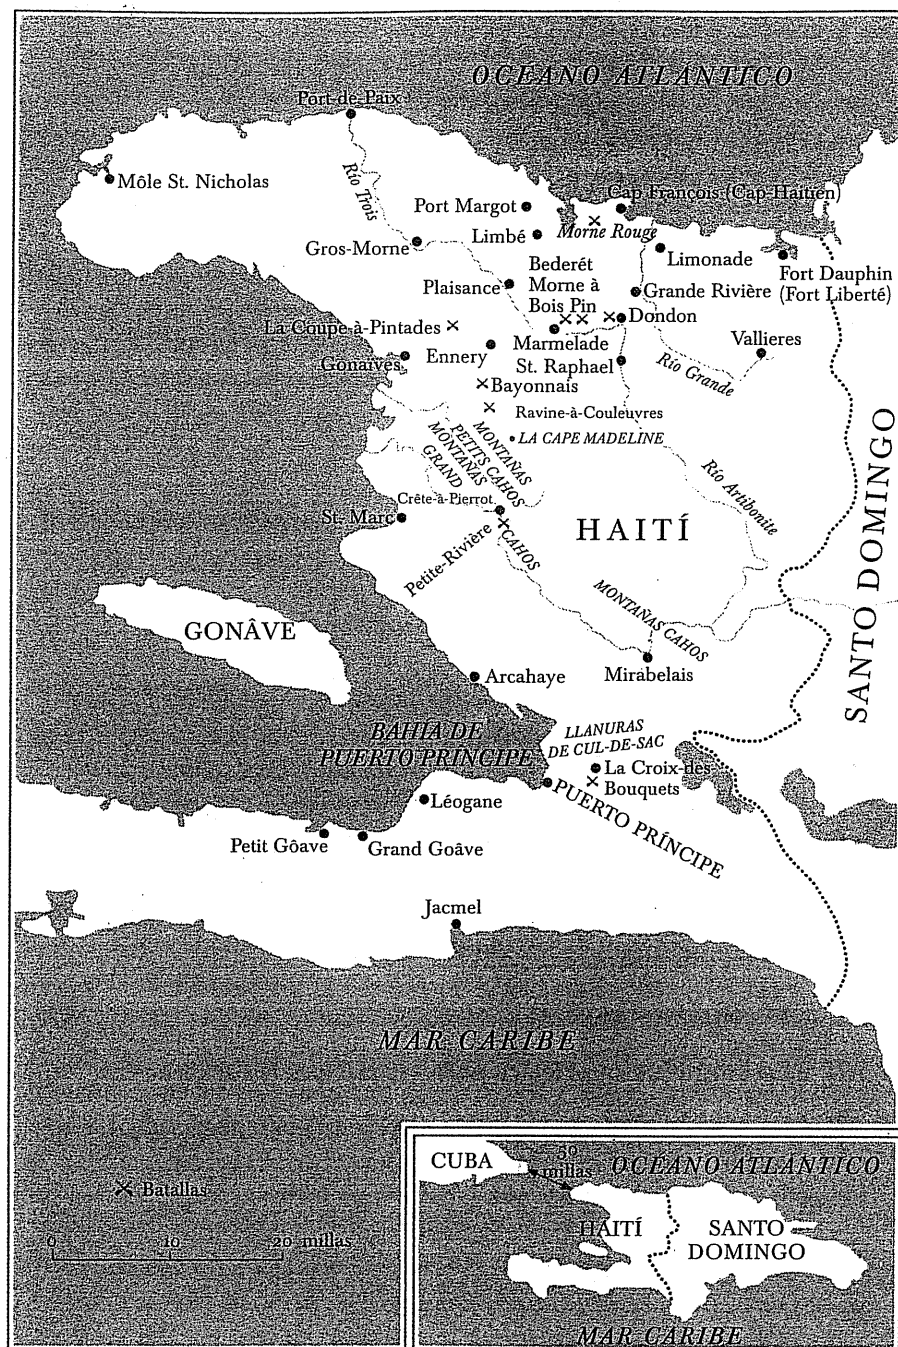 OCEANO ATLÁNTICO
Port-de-Paix
Río Trois
Môle St. Nicholas
Cap François (Cap-Haïtien)
Port Margot
Morne Rouge
Limbé
Gros-Morne
Limonade
Bederét
Morne à
Bois Pin
Fort Dauphin
(Fort Liberté)
Plaisance
Grande Rivière
Dondon
La Coupe-à-Pintades
Marmelade
Vallieres
Gonaïves
Ennery
St. Raphael
Río Grande
Bayonnais
Ravine-à-Couleuvres
LA CAPE MADELINE
MONTAÑAS
PETITS CAHOS
MONTAÑAS
GRAND
CAHOS
Río Artibonite
Crête-à-Pierrot
St. Marc
Petite-Rivière
HAITÍ
SANTO DOMINGO
MONTAÑAS CAHOS
GONÂVE
Mirabelais
Arcahaye
BAHÍA DE
PUERTO PRÍNCIPE
LLANURAS
DE CUL-DE-SAC
La Croix-des
Bouquets
PUERTO PRÍNCIPE
Léogane
Petit Gôave
Grand Goâve
Jacmel
MAR CARIBE
Batallas
0 10 20 millas
CUBA
50
millas
OCEANO ATLÁNTICO
HAITÍ
SANTO
DOMINGO
MAR CARIBE